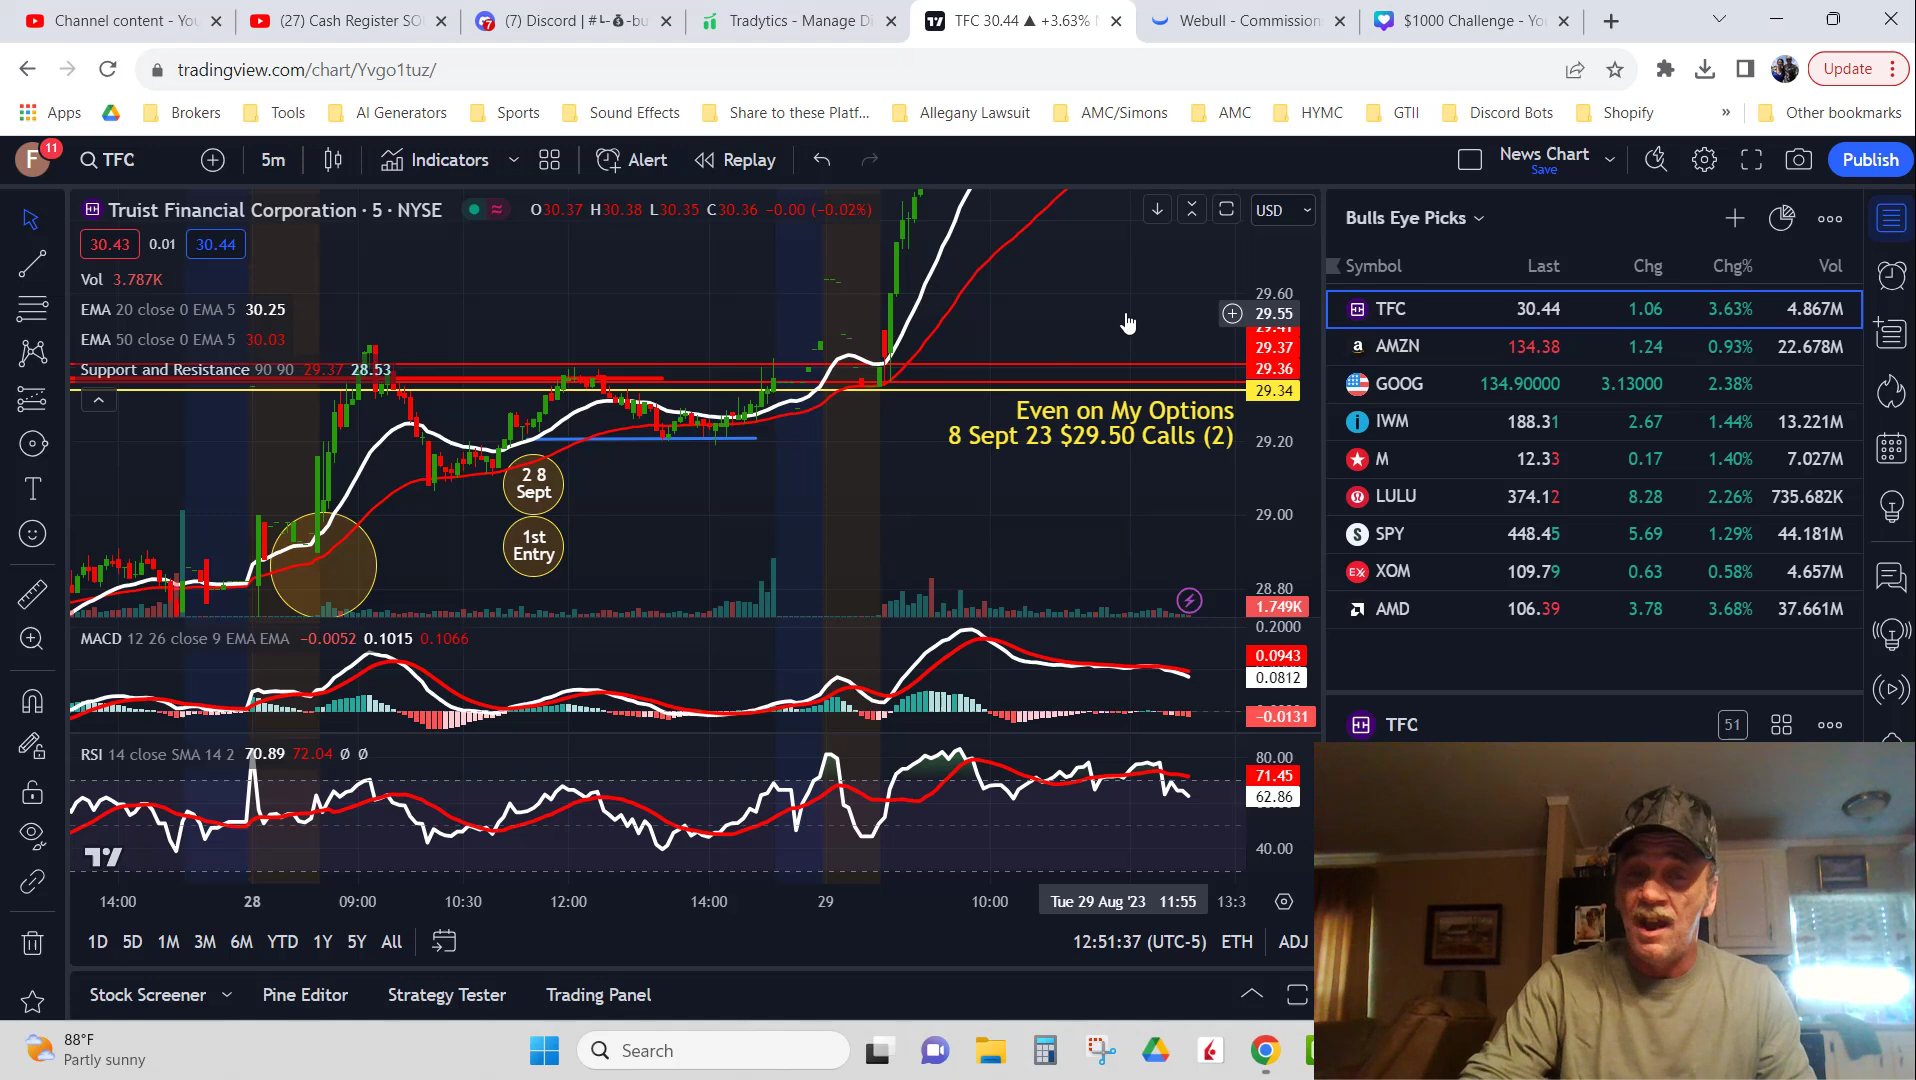 Channel content - You
(27) Cash Register SOU
(7) Discord | #
-bu
Tradytics - Manage Di
TFC 30.44 ▲ +3.63%
Webull - Commission
$1000 Challenge - You
tradingview.com/chart/Yvgo1tuz/
Update
Apps
Brokers
Tools
AI Generators
Sports
Sound Effects
Share to these Platf...
Allegany Lawsuit
AMC/Simons
AMC
HYMC
GTII
Discord Bots
Shopify
»
Other bookmarks
F
11
TFC
5m
Indicators
Alert
Replay
News Chart
Save
Publish
Truist Financial Corporation · 5 · NYSE
O30.37 H30.38 L30.35 C30.36 −0.00 (−0.02%)
USD
30.43 0.01 30.44
Vol 3.787K
EMA 20 close 0 EMA 5 30.25
EMA 50 close 0 EMA 5 30.03
Support and Resistance 90 90 29.37 28.53
29.60
29.55
29.41
29.37
29.36
29.34
29.20
29.00
28.80
1.749K
Even on My Options
8 Sept 23 $29.50 Calls (2)
2 8
Sept
1st
Entry
MACD 12 26 close 9 EMA EMA −0.0052 0.1015 0.1066
0.2000
0.0943
0.0812
−0.0131
RSI 14 close SMA 14 2 70.89 72.04 Ø Ø
80.00
71.45
62.86
40.00
14:00
28
09:00
10:30
12:00
14:00
29
10:00
Tue 29 Aug '23 11:55
13:3
1D 5D 1M 3M 6M YTD 1Y 5Y All
12:51:37 (UTC-5) ETH ADJ
Stock Screener
Pine Editor
Strategy Tester
Trading Panel
Bulls Eye Picks
Symbol Last Chg Chg% Vol
TFC 30.44 1.06 3.63% 4.867M
AMZN 134.38 1.24 0.93% 22.678M
GOOG 134.90000 3.13000 2.38%
IWM 188.31 2.67 1.44% 13.221M
M 12.33 0.17 1.40% 7.027M
LULU 374.12 8.28 2.26% 735.682K
SPY 448.45 5.69 1.29% 44.181M
XOM 109.79 0.63 0.58% 4.657M
AMD 106.39 3.78 3.68% 37.661M
TFC
51
88°F
Partly sunny
Search